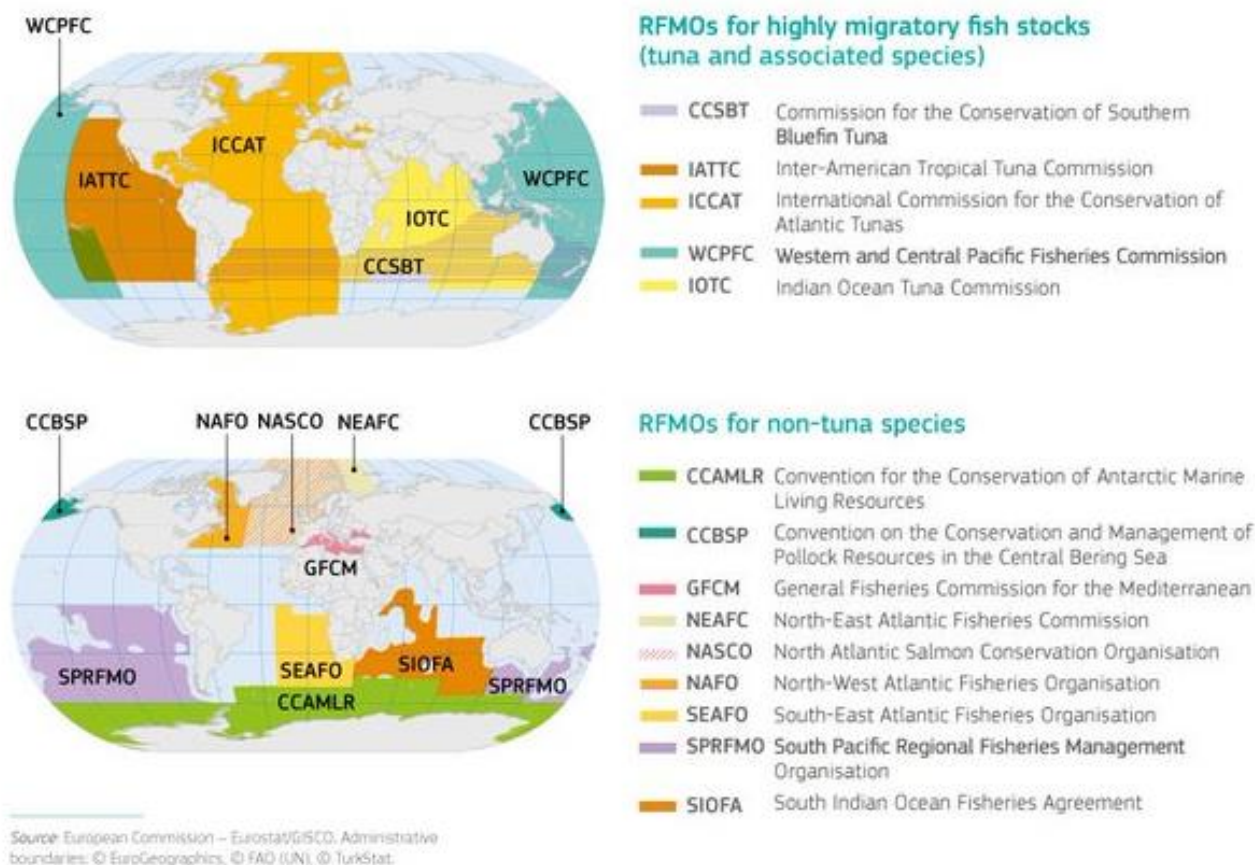 WCPFC
ICCAT
IATTC
WCPFC
IOTC
CCSBT
RFMOs for highly migratory fish stocks
(tuna and associated species)
CCSBT Commission for the Conservation of Southern
Bluefin Tuna
IATTC Inter-American Tropical Tuna Commission
ICCAT International Commission for the Conservation of
Atlantic Tunas
WCPFC Western and Central Pacific Fisheries Commission
IOTC Indian Ocean Tuna Commission
CCBSP NAFO NASCO NEAFC CCBSP
GFCM
SPRFMO
SEAFO
SIOFA
SPRFMO
CCAMLR
RFMOs for non-tuna species
CCAMLR Convention for the Conservation of Antarctic Marine
Living Resources
CCBSP Convention on the Conservation and Management of
Pollock Resources in the Central Bering Sea
GFCM General Fisheries Commission for the Mediterranean
NEAFC North-East Atlantic Fisheries Commission
NASCO North Atlantic Salmon Conservation Organisation
NAFO North-West Atlantic Fisheries Organisation
SEAFO South-East Atlantic Fisheries Organisation
SPRFMO South Pacific Regional Fisheries Management
Organisation
SIOFA South Indian Ocean Fisheries Agreement
Source: European Commission – Eurostat/GISCO. Administrative
boundaries: © EuroGeographics, © FAO (UN), © TurkStat.